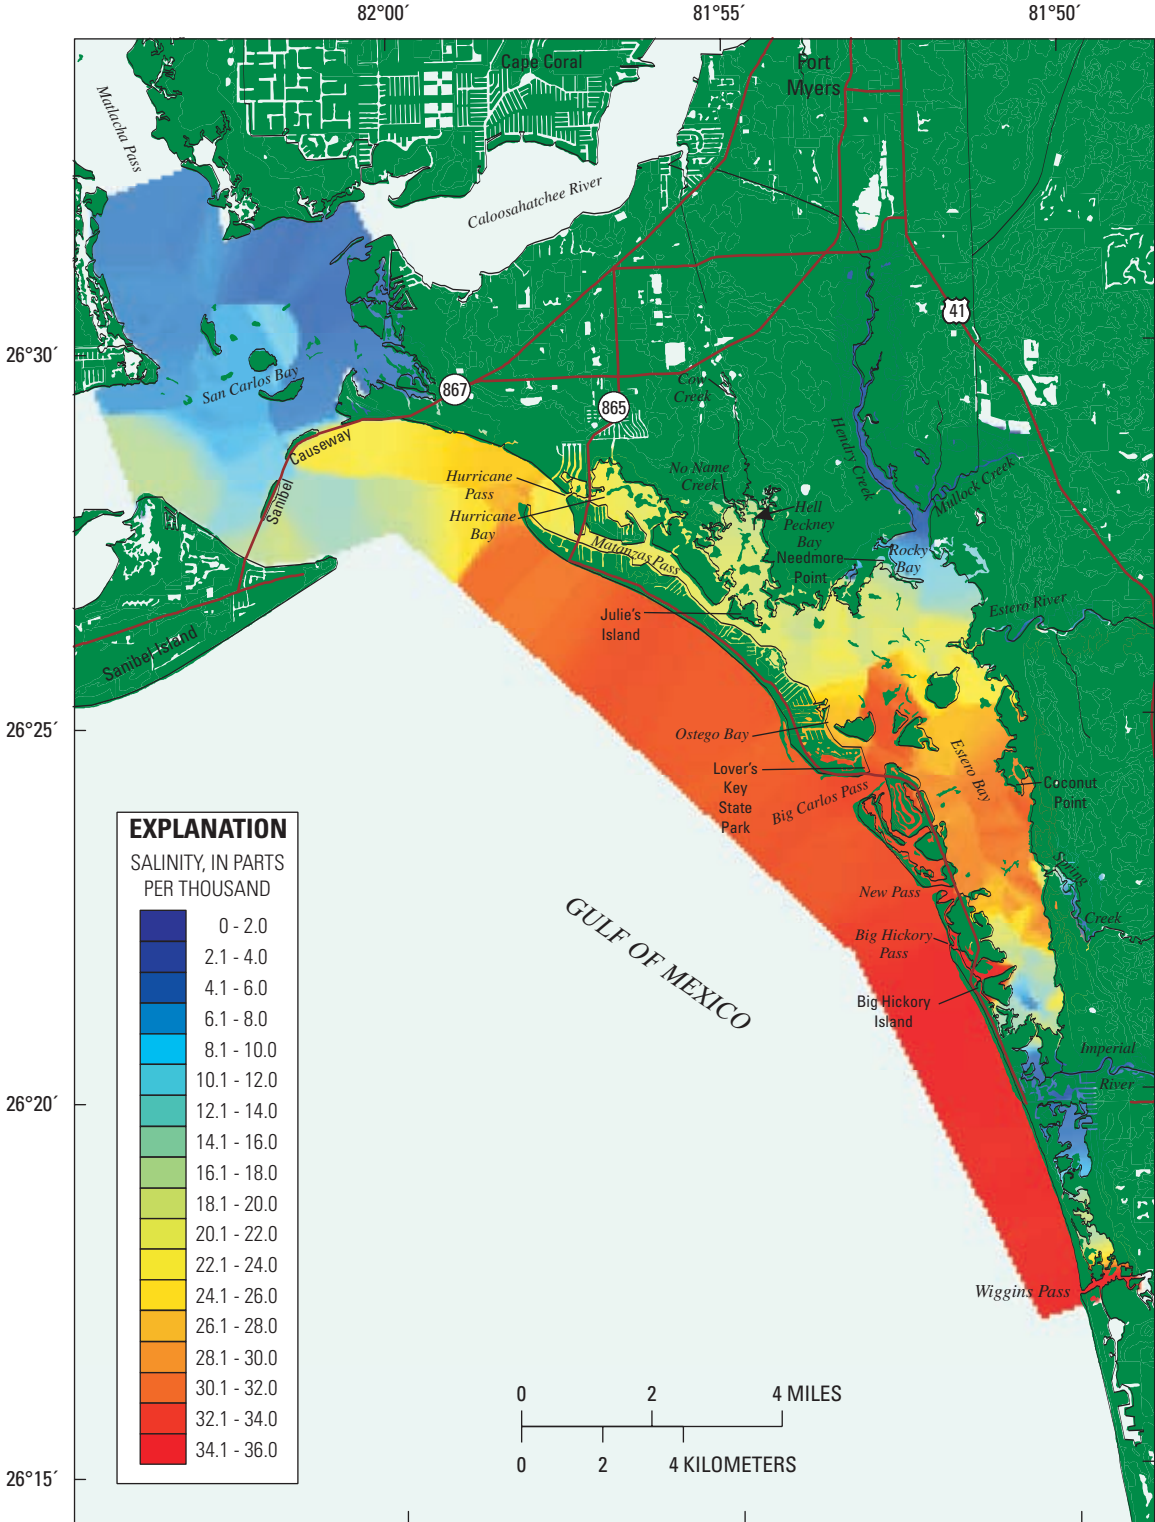 82°00´ 81°55´ 81°50´
Cape Coral
Fort
Myers
Matlacha Pass
Caloosahatchee River
41
26°30´
San Carlos Bay
867
865
Cow
Creek
Hendry Creek
Causeway
Sanibel
Hurricane
Pass
Hurricane
Bay
No Name
Creek
Mullock Creek
Hell
Peckney
Bay
Matanzas Pass
Needmore
Point
Rocky
Bay
Estero River
Julie's
Island
Sanibel Island
26°25´
Ostego Bay
Estero Bay
Lover's
Key
State
Park
Big Carlos Pass
Coconut
Point
Spring
Creek
New Pass
Big Hickory
Pass
Big Hickory
Island
GULF OF MEXICO
Imperial
River
26°20´
Wiggins Pass
26°15´
EXPLANATION
SALINITY, IN PARTS
PER THOUSAND
0 - 2.0
2.1 - 4.0
4.1 - 6.0
6.1 - 8.0
8.1 - 10.0
10.1 - 12.0
12.1 - 14.0
14.1 - 16.0
16.1 - 18.0
18.1 - 20.0
20.1 - 22.0
22.1 - 24.0
24.1 - 26.0
26.1 - 28.0
28.1 - 30.0
30.1 - 32.0
32.1 - 34.0
34.1 - 36.0
0 2 4 MILES
0 2 4 KILOMETERS